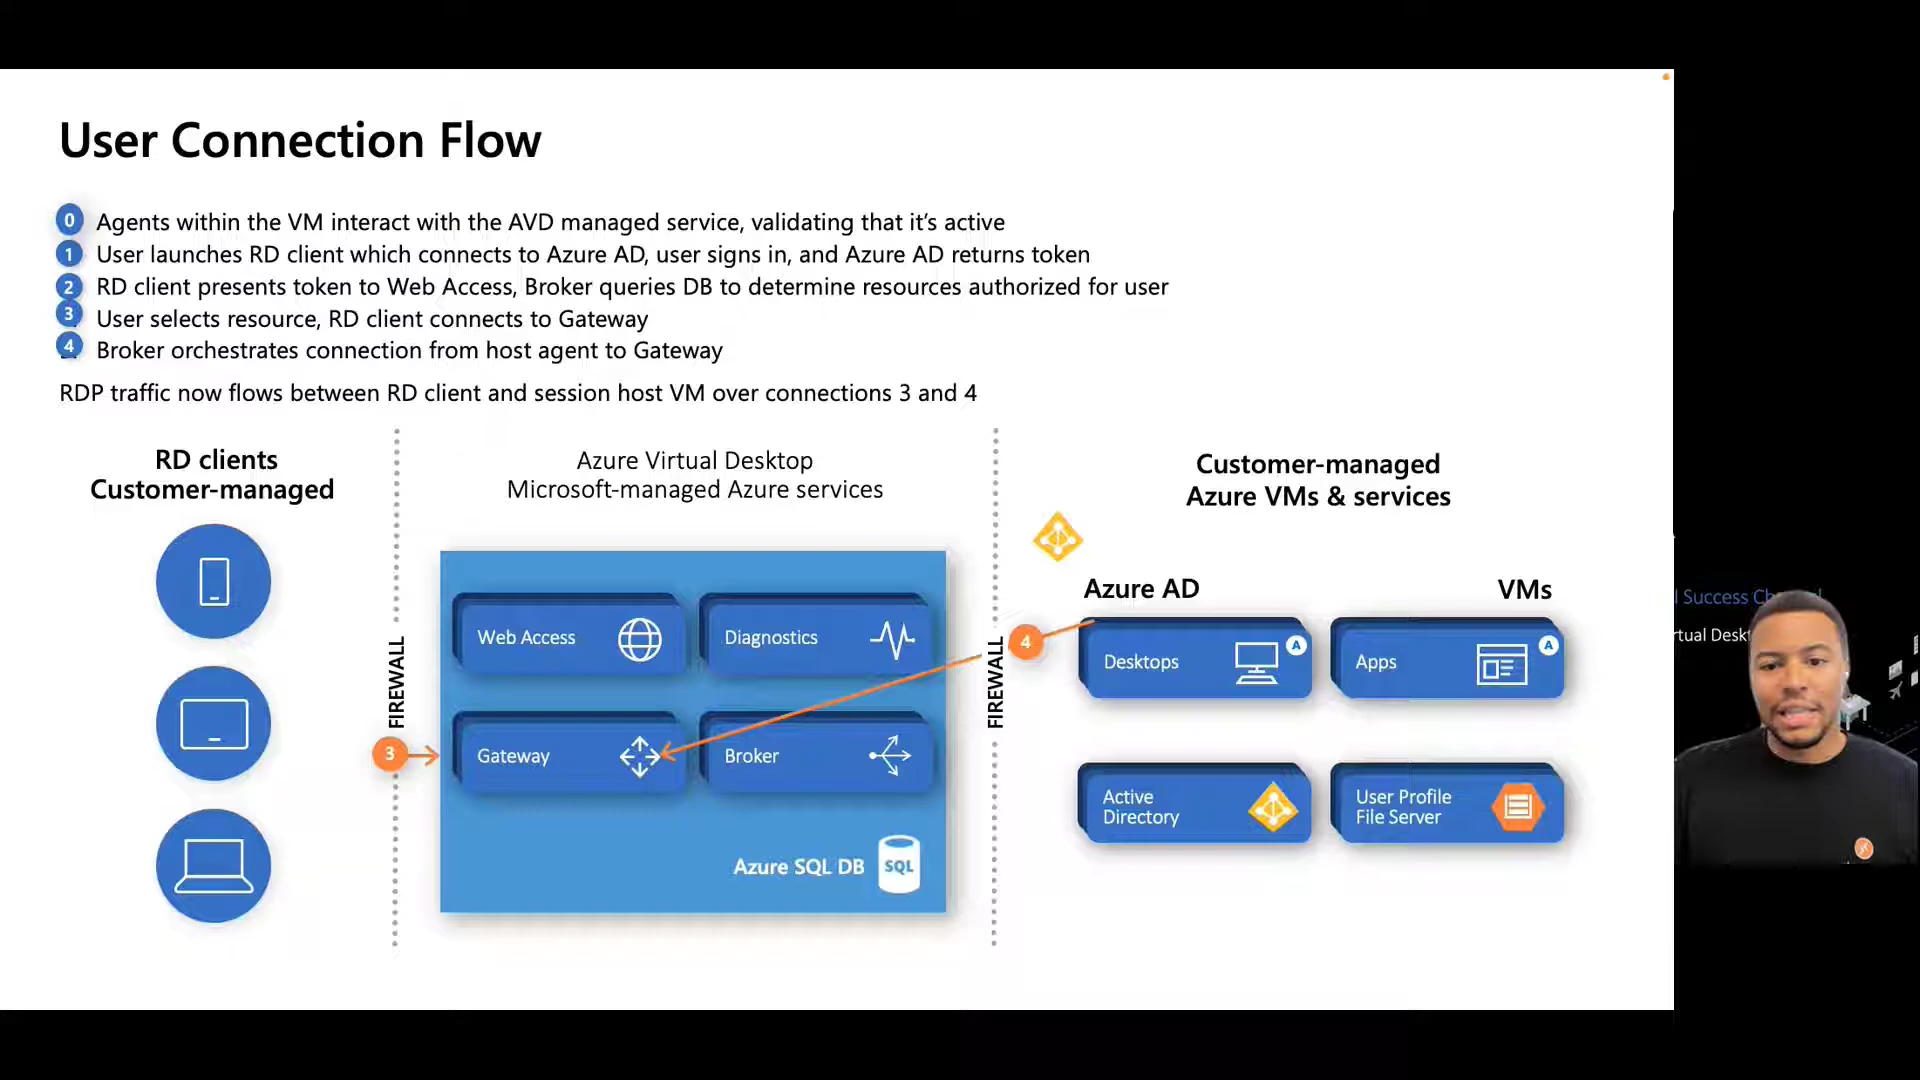 User Connection Flow
0 Agents within the VM interact with the AVD managed service, validating that it's active
1 User launches RD client which connects to Azure AD, user signs in, and Azure AD returns token
2 RD client presents token to Web Access, Broker queries DB to determine resources authorized for user
3 User selects resource, RD client connects to Gateway
4 Broker orchestrates connection from host agent to Gateway
RDP traffic now flows between RD client and session host VM over connections 3 and 4
RD clients
Customer-managed
Azure Virtual Desktop
Microsoft-managed Azure services
Customer-managed
Azure VMs & services
FIREWALL
FIREWALL
Azure AD
VMs
Web Access
Diagnostics
4
Desktops
A
Apps
A
3
Gateway
Broker
Active
Directory
User Profile
File Server
Azure SQL DB
SQL
Success